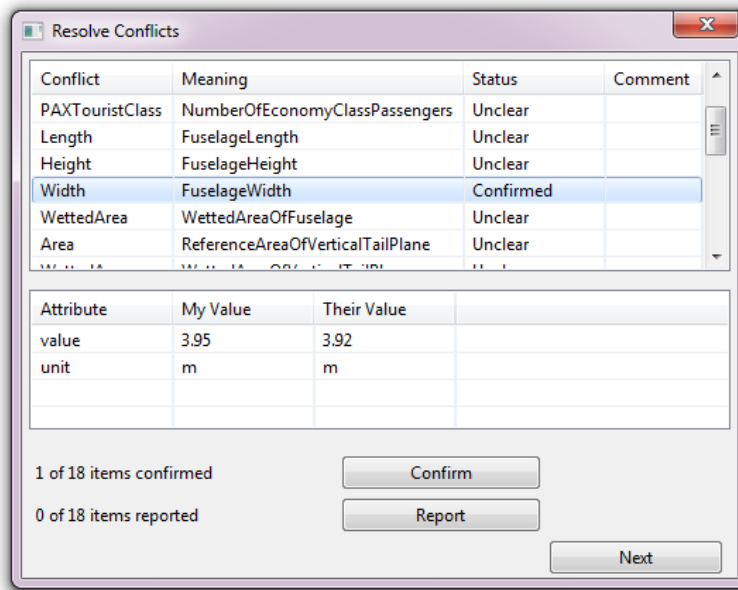 Resolve Conflicts
Conflict Meaning Status Comment
PAXTouristClass NumberOfEconomyClassPassengers Unclear
Length FuselageLength Unclear
Height FuselageHeight Unclear
Width FuselageWidth Confirmed
WettedArea WettedAreaOfFuselage Unclear
Area ReferenceAreaOfVerticalTailPlane Unclear
Attribute My Value Their Value
value 3.95 3.92
unit m m
1 of 18 items confirmed Confirm
0 of 18 items reported Report
Next